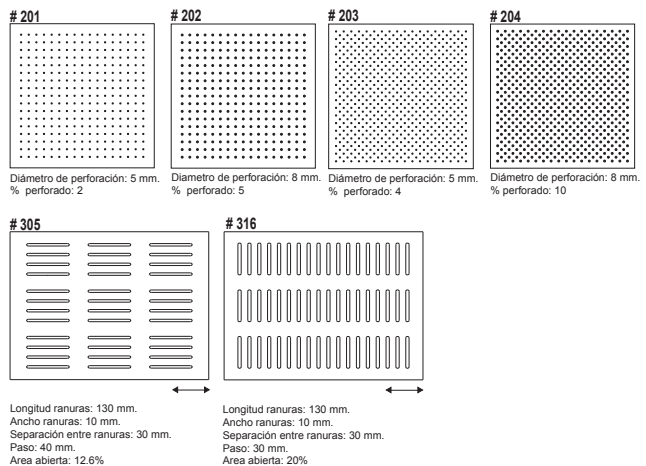 # 201
# 202
# 203
# 204
Diámetro de perforación: 5 mm.
% perforado: 2
Diametro de perforación: 8 mm.
% perforado: 5
Diámetro de perforación: 5 mm.
% perforado: 4
Diámetro de perforación: 8 mm.
% perforado: 10
# 305
# 316
Longitud ranuras: 130 mm.
Ancho ranuras: 10 mm.
Separación entre ranuras: 30 mm.
Paso: 40 mm.
Area abierta: 12.6%
Longitud ranuras: 130 mm.
Ancho ranuras: 10 mm.
Separación entre ranuras: 30 mm.
Paso: 30 mm.
Area abierta: 20%